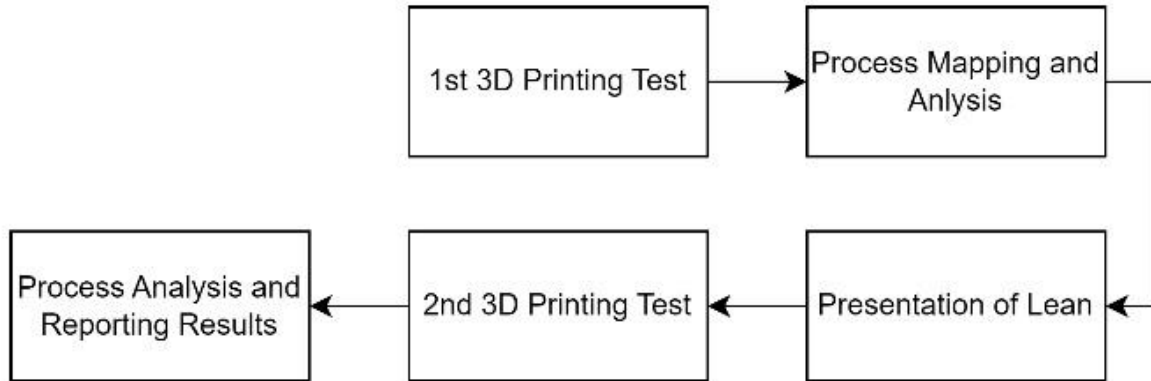 1st 3D Printing Test
Process Mapping and
Anlysis
Process Analysis and
Reporting Results
2nd 3D Printing Test
Presentation of Lean